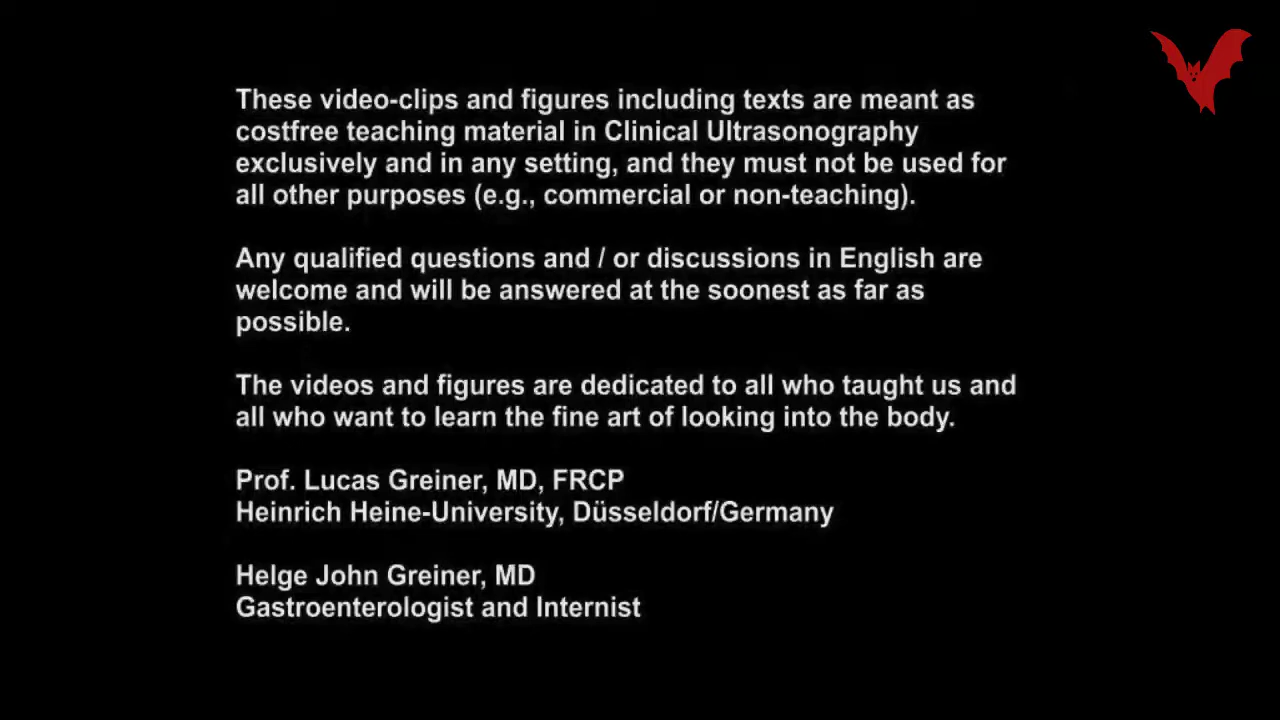 These video-clips and figures including texts are meant as
costfree teaching material in Clinical Ultrasonography
exclusively and in any setting, and they must not be used for
all other purposes (e.g., commercial or non-teaching).
Any qualified questions and / or discussions in English are
welcome and will be answered at the soonest as far as
possible.
The videos and figures are dedicated to all who taught us and
all who want to learn the fine art of looking into the body.
Prof. Lucas Greiner, MD, FRCP
Heinrich Heine-University, Düsseldorf/Germany
Helge John Greiner, MD
Gastroenterologist and Internist